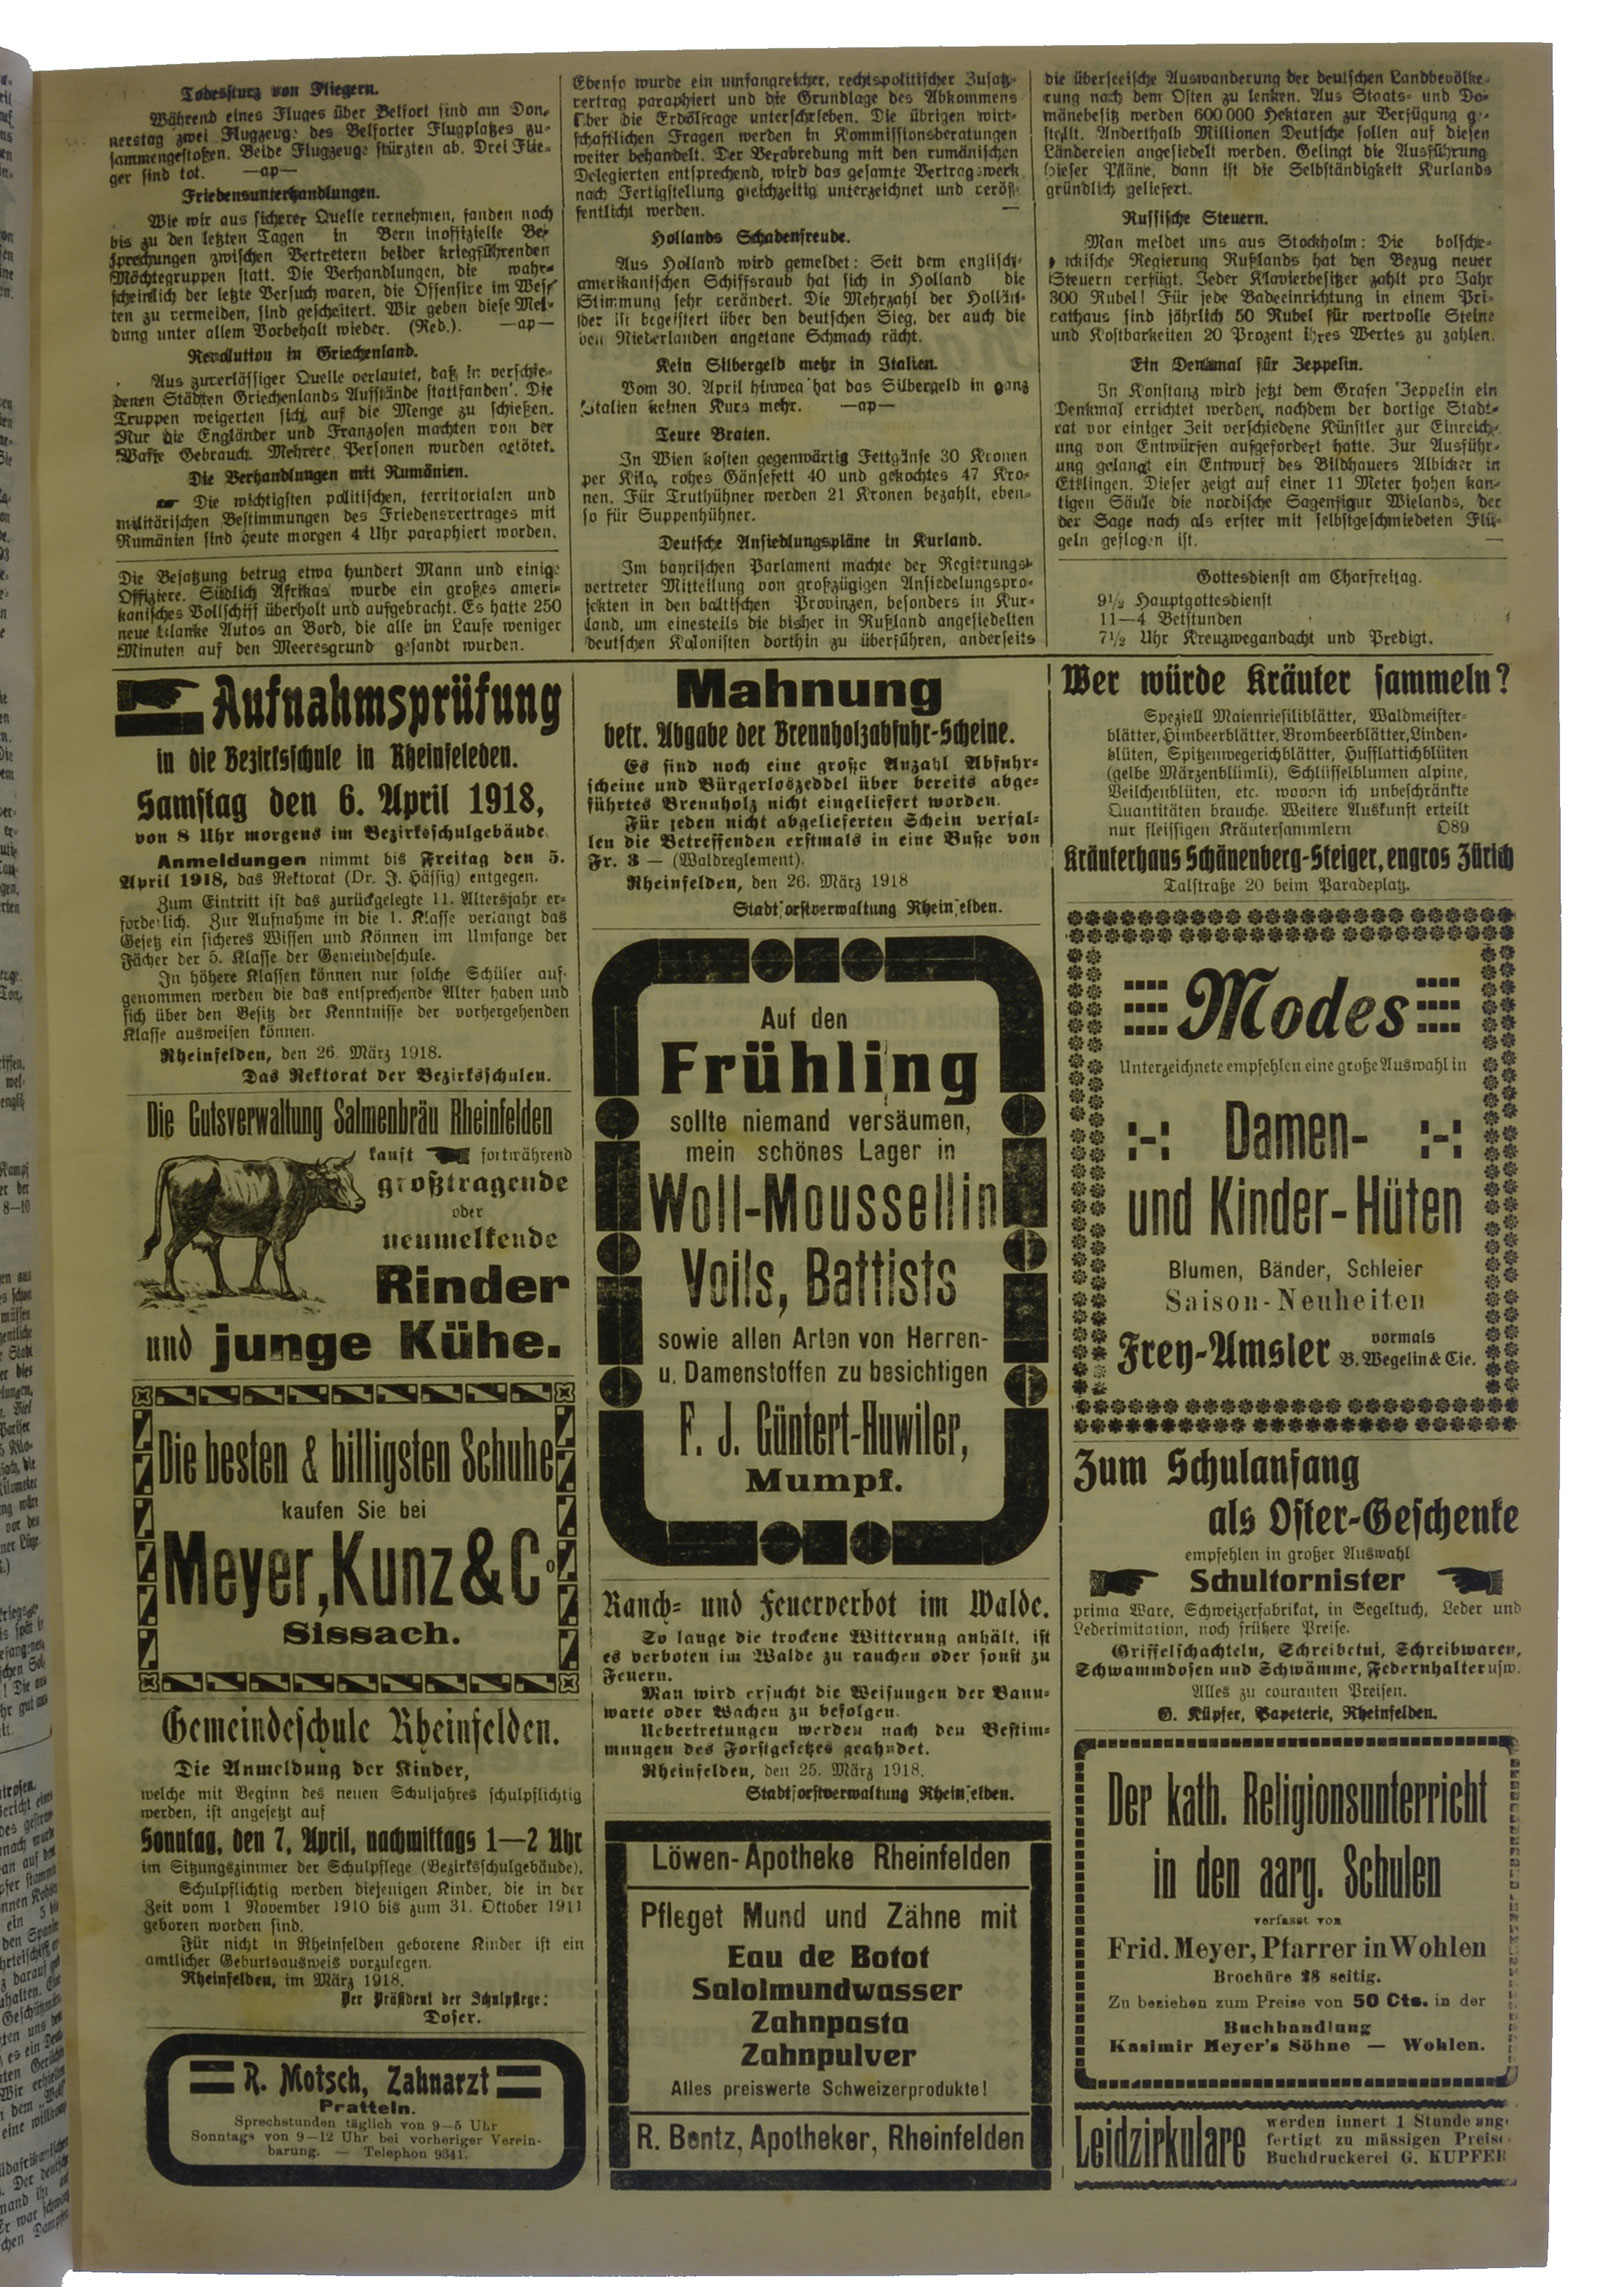 Todessturz von Fliegern.
Während eines Fluges über Belfort sind am Don-
nerstag zwei Flugzeuge des Belforter Flugplatzes zu-
sammengestoßen. Beide Flugzeuge stürzten ab. Drei Flie-
ger sind tot. —ap—
Friedensunterhandlungen.
Wie wir aus sicherer Quelle vernehmen, fanden noch
bis zu den letzten Tagen in Bern inoffizielle Be-
sprechungen zwischen Vertretern beider kriegführenden
Mächtegruppen statt. Die Verhandlungen, die wahr-
scheinlich der letzte Versuch waren, die Offensive im Wes-
ten zu vermeiden, sind gescheitert. Wir geben diese Mel-
dung unter allem Vorbehalt wieder. (Red.). —ap—
Revolution in Griechenland.
Aus zuverlässiger Quelle verlautet, daß in verschie-
denen Städten Griechenlands Aufstände stattfanden. Die
Truppen weigerten sich, auf die Menge zu schießen.
Nur die Engländer und Franzosen machten von der
Waffe Gebrauch. Mehrere Personen wurden getötet.
Die Verhandlungen mit Rumänien.
Die wichtigsten politischen, territorialen und
militärischen Bestimmungen des Friedensvertrages mit
Rumänien sind heute morgen 4 Uhr paraphiert worden.
Die Besatzung betrug etwa hundert Mann und einige
Offiziere. Südlich Afrikas wurde ein großes ameri-
kanisches Vollschiff überholt und aufgebracht. Es hatte 250
neue blanke Autos an Bord, die alle im Laufe weniger
Minuten auf den Meeresgrund gesandt wurden.
Ebenso wurde ein umfangreicher, rechtspolitischer Zusatz-
vertrag paraphiert und die Grundlage des Abkommens
über die Erdölfrage unterschrieben. Die übrigen wirt-
schaftlichen Fragen werden in Kommissionsberatungen
weiter behandelt. Der Verabredung mit den rumänischen
Delegierten entsprechend, wird das gesamte Vertragswerk
nach Fertigstellung gleichzeitig unterzeichnet und veröf-
fentlicht werden. —
Hollands Schadenfreude.
Aus Holland wird gemeldet: Seit dem englisch-
amerikanischen Schiffsraub hat sich in Holland die
Stimmung sehr verändert. Die Mehrzahl der Hollän-
der ist begeistert über den deutschen Sieg, der auch die
den Niederlanden angetane Schmach rächt.
Kein Silbergeld mehr in Italien.
Vom 30. April hinweg hat das Silbergeld in ganz
Italien keinen Kurs mehr. —ap—
Teure Braten.
In Wien kosten gegenwärtig Fettgänse 30 Kronen
per Kilo, rohes Gänsefett 40 und gekochtes 47 Kro-
nen. Für Truthühner werden 21 Kronen bezahlt, eben-
so für Suppenhühner.
Deutsche Ansiedlungspläne in Kurland.
Im bayrischen Parlament machte der Regierungs-
vertreter Mitteilung von großzügigen Ansiedelungspro-
jekten in den baltischen Provinzen, besonders in Kur-
land, um einesteils die bisher in Rußland angesiedelten
deutschen Kolonisten dorthin zu überführen, anderseits
die überseeische Auswanderung der deutschen Landbevölke-
rung nach dem Osten zu lenken. Aus Staats- und Do-
mänebesitz werden 600 000 Hektaren zur Verfügung ge-
stellt. Anderthalb Millionen Deutsche sollen auf diesen
Ländereien angesiedelt werden. Gelingt die Ausführung
dieser Pläne, dann ist die Selbständigkeit Kurlands
gründlich geliefert.
Russische Steuern.
Man meldet uns aus Stockholm: Die bolsche-
wickische Regierung Rußlands hat den Bezug neuer
Steuern verfügt. Jeder Klavierbesitzer zahlt pro Jahr
300 Rubel! Für jede Badeeinrichtung in einem Pri-
vathaus sind jährlich 50 Rubel für wertvolle Steine
und Kostbarkeiten 20 Prozent ihres Wertes zu zahlen.
Ein Denkmal für Zeppelin.
In Konstanz wird jetzt dem Grafen Zeppelin ein
Denkmal errichtet werden, nachdem der dortige Stadt-
rat vor einiger Zeit verschiedene Künstler zur Einreich-
ung von Entwürfen aufgefordert hatte. Zur Ausführ-
ung gelangt ein Entwurf des Bildhauers Albicker in
Ettlingen. Dieser zeigt auf einer 11 Meter hohen kan-
tigen Säule die nordische Sagenfigur Wielands, der
der Sage nach als erster mit selbstgeschmiedeten Flü-
geln geflogen ist. —
Gottesdienst am Charfreitag.
9½ Hauptgottesdienst
11—4 Betstunden
7½ Uhr Kreuzwegandacht und Predigt.
Aufnahmsprüfung
in die Bezirksschule in Rheinfeleden.
Samstag den 6. April 1918,
von 8 Uhr morgens im Bezirksschulgebäude.
Anmeldungen nimmt bis Freitag den 5.
April 1918, das Rektorat (Dr. J. Hässig) entgegen.
Zum Eintritt ist das zurückgelegte 11. Altersjahr er-
forderlich. Zur Aufnahme in die 1. Klasse verlangt das
Gesetz ein sicheres Wissen und Können im Umfange der
Fächer der 5. Klasse der Gemeindeschule.
In höhere Klassen können nur solche Schüler auf-
genommen werden die das entsprechende Alter haben und
sich über den Besitz der Kenntnisse der vorhergehenden
Klasse ausweisen können.
Rheinfelden, den 26. März 1918.
Das Rektorat der Bezirksschulen.
Die Gutsverwaltung Salmenbräu Rheinfelden
kauft fortwährend
großtragende
oder
neumelkende
Rinder
und junge Kühe.
Die besten & billigsten Schuhe
kaufen Sie bei
Meyer, Kunz & Co
Sissach.
Gemeindeschule Rheinfelden.
Die Anmeldung der Kinder,
welche mit Beginn des neuen Schuljahres schulpflichtig
werden, ist angesetzt auf
Sonntag, den 7. April, nachmittags 1—2 Uhr
im Sitzungszimmer der Schulpflege (Bezirksschulgebäude).
Schulpflichtig werden diejenigen Kinder, die in der
Zeit vom 1 November 1910 bis zum 31. Oktober 1911
geboren worden sind.
Für nicht in Rheinfelden geborene Kinder ist ein
amtlicher Geburtsausweis vorzulegen.
Rheinfelden, im März 1918.
Der Präsident der Schulpflege:
Doser.
R. Motsch, Zahnarzt
Pratteln.
Sprechstunden täglich von 9—5 Uhr
Sonntags von 9—12 Uhr bei vorheriger Verein-
barung. — Telephon 9341.
Mahnung
betr. Abgabe der Brennholzabfuhr-Scheine.
Es sind noch eine große Anzahl Abfuhr-
scheine und Bürgerloszeddel über bereits abge-
führtes Brennholz nicht eingeliefert worden.
Für jeden nicht abgelieferten Schein verfal-
len die Betreffenden erstmals in eine Buße von
Fr. 3 — (Waldreglement).
Rheinfelden, den 26. März 1918
Stadtforstverwaltung Rheinfelden.
Auf den
Frühling
sollte niemand versäumen,
mein schönes Lager in
Woll-Moussellin
Voils, Battists
sowie allen Arten von Herren-
u. Damenstoffen zu besichtigen
F. J. Güntert-Huwiler,
Mumpf.
Rauch- und Feuerverbot im Walde.
So lange die trockene Witterung anhält, ist
es verboten im Walde zu rauchen oder sonst zu
Feuern.
Man wird ersucht die Weisungen der Bann-
warte oder Wachen zu befolgen.
Uebertretungen werden nach den Bestim-
mungen des Forstgesetzes geahndet.
Rheinfelden, den 25. März 1918.
Stadtforstverwaltung Rheinfelden.
Löwen-Apotheke Rheinfelden
Pfleget Mund und Zähne mit
Eau de Botot
Salolmundwasser
Zahnpasta
Zahnpulver
Alles preiswerte Schweizerprodukte!
R. Bentz, Apotheker, Rheinfelden
Wer würde Kräuter sammeln?
Speziell Maienriesiliblätter, Waldmeister-
blätter, Himbeerblätter, Brombeerblätter, Linden-
blüten, Spitzenwegerichblätter, Hufflattichblüten
(gelbe Märzenblümli), Schlüsselblumen alpine,
Veilchenblüten, etc. wovon ich unbeschränkte
Quantitäten brauche. Weitere Auskunft erteilt
nur fleissigen Kräutersammlern O89
Kräuterhaus Schänenberg-Steiger, engros Zürich
Talstraße 20 beim Paradeplatz.
Modes
Unterzeichnete empfehlen eine große Auswahl in
:-: Damen- :-:
und Kinder-Hüten
Blumen, Bänder, Schleier
Saison-Neuheiten
Frey-Amsler vormals
B. Wegelin & Cie.
Zum Schulanfang
als Oster-Geschenke
empfehlen in großer Auswahl
Schultornister
prima Ware, Schweizerfabrikat, in Segeltuch, Leder und
Lederimitation, noch frühere Preise.
Griffelschachteln, Schreibetui, Schreibwaren,
Schwammdosen und Schwämme, Federnhalter usw.
Alles zu couranten Preisen.
G. Küpfer, Papeterie, Rheinfelden.
Der kath. Religionsunterricht
in den aarg. Schulen
verfasst von
Frid. Meyer, Pfarrer in Wohlen
Brochüre 28 seitig.
Zu beziehen zum Preise von 50 Cts. in der
Buchhandlung
Kasimir Meyer's Söhne — Wohlen.
Leidzirkulare
werden innert 1 Stunde ange
fertigt zu mässigen Preise
Buchdruckerei G. KUPFER